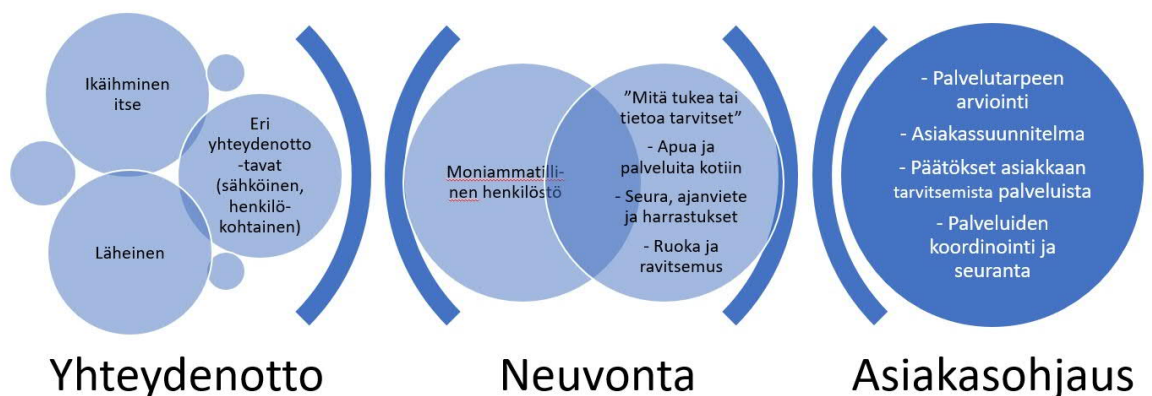 Ikäihminen
itse
Eri
yhteydenotto
-tavat
(sähköinen,
henkilö-
kohtainen)
Läheinen
Moniammatilli-
nen henkilöstö
”Mitä tukea tai
tietoa tarvitset”
- Apua ja
palveluita kotiin
- Seura, ajanviete
ja harrastukset
- Ruoka ja
ravitsemus
- Palvelutarpeen
arviointi
- Asiakassuunnitelma
- Päätökset asiakkaan
tarvitsemista palveluista
- Palveluiden
koordinointi ja
seuranta
Yhteydenotto
Neuvonta
Asiakasohjaus